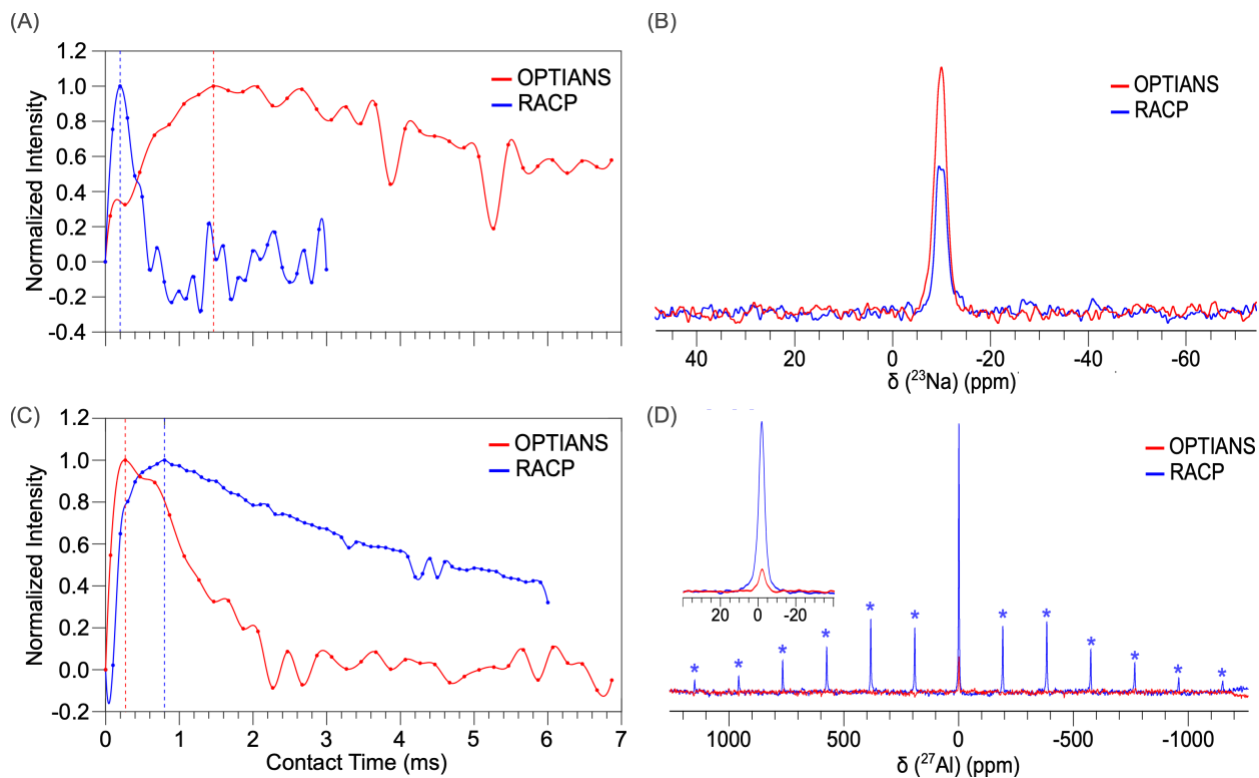 (A)
1.2
1.0
0.8
0.6
0.4
0.2
0.0
-0.2
-0.4
Normalized Intensity
OPTIANS
RACP
(B)
OPTIANS
RACP
40 20 0 -20 -40 -60
δ (²³Na) (ppm)
(C)
1.2
1.0
0.8
0.6
0.4
0.2
0.0
-0.2
Normalized Intensity
OPTIANS
RACP
0 1 2 3 4 5 6 7
Contact Time (ms)
(D)
OPTIANS
RACP
20 0 -20
* * * * * * * * * * * *
1000 500 0 -500 -1000
δ (²⁷Al) (ppm)